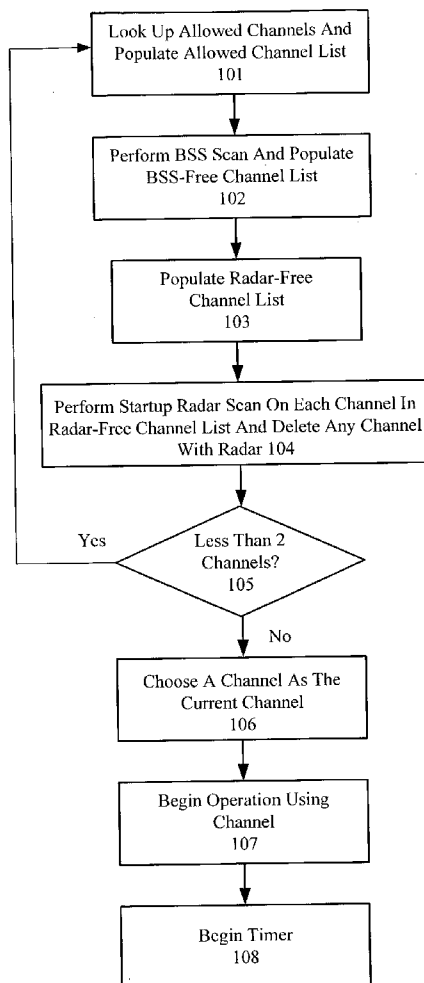 Look Up Allowed Channels And
Populate Allowed Channel List
101
Perform BSS Scan And Populate
BSS-Free Channel List
102
Populate Radar-Free
Channel List
103
Perform Startup Radar Scan On Each Channel In
Radar-Free Channel List And Delete Any Channel
With Radar 104
Yes
Less Than 2
Channels?
105
No
Choose A Channel As The
Current Channel
106
Begin Operation Using
Channel
107
Begin Timer
108